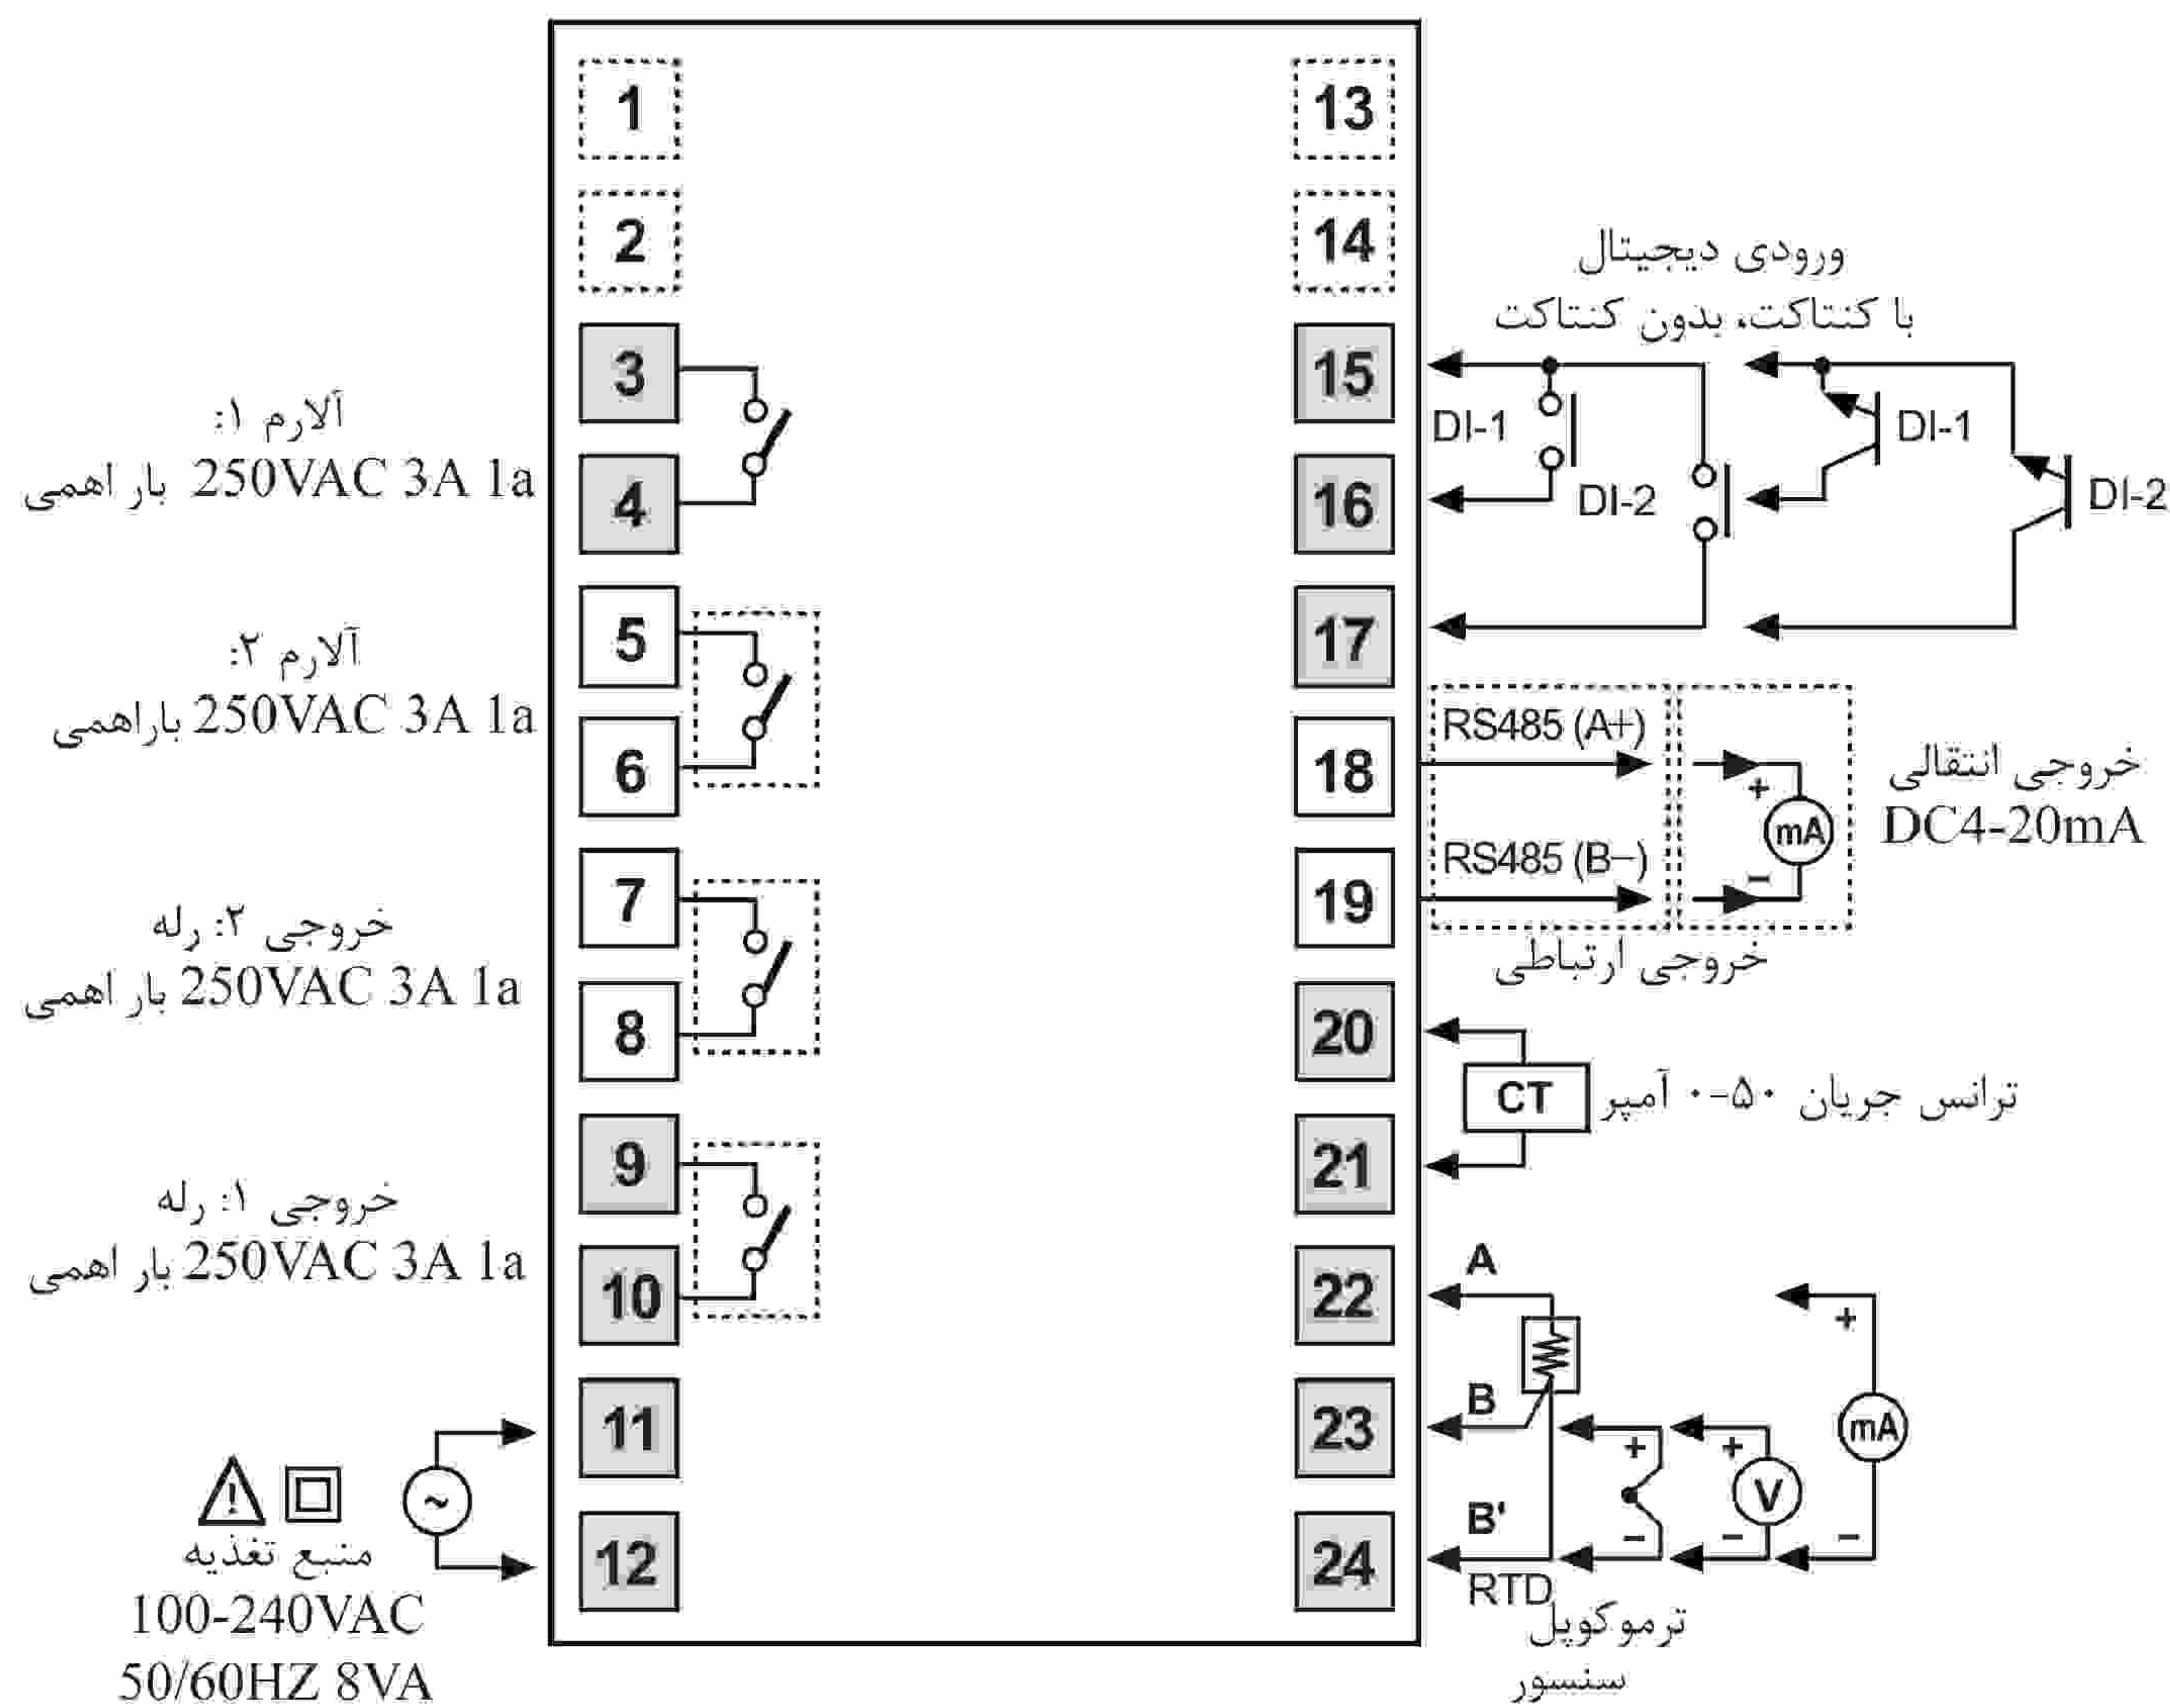 1
2
3
4
5
6
7
8
9
10
11
12
13
14
15
16
17
18
19
20
21
22
23
24
آلارم ۱:
250VAC 3A 1a بار اهمی
آلارم ۲:
250VAC 3A 1a باراهمی
خروجی ۲: رله
250VAC 3A 1a بار اهمی
خروجی ۱: رله
250VAC 3A 1a بار اهمی
~
!
منبع تغذیه
100-240VAC
50/60HZ 8VA
ورودی دیجیتال
با کنتاکت، بدون کنتاکت
DI-1
DI-2
DI-1
DI-2
RS485 (A+)
RS485 (B−)
+
mA
−
خروجی انتقالی
DC4-20mA
خروجی ارتباطی
CT
ترانس جریان ۵۰-۰ آمپر
A
B
B'
RTD
+
−
+
V
−
+
mA
−
ترموکوپل
سنسور